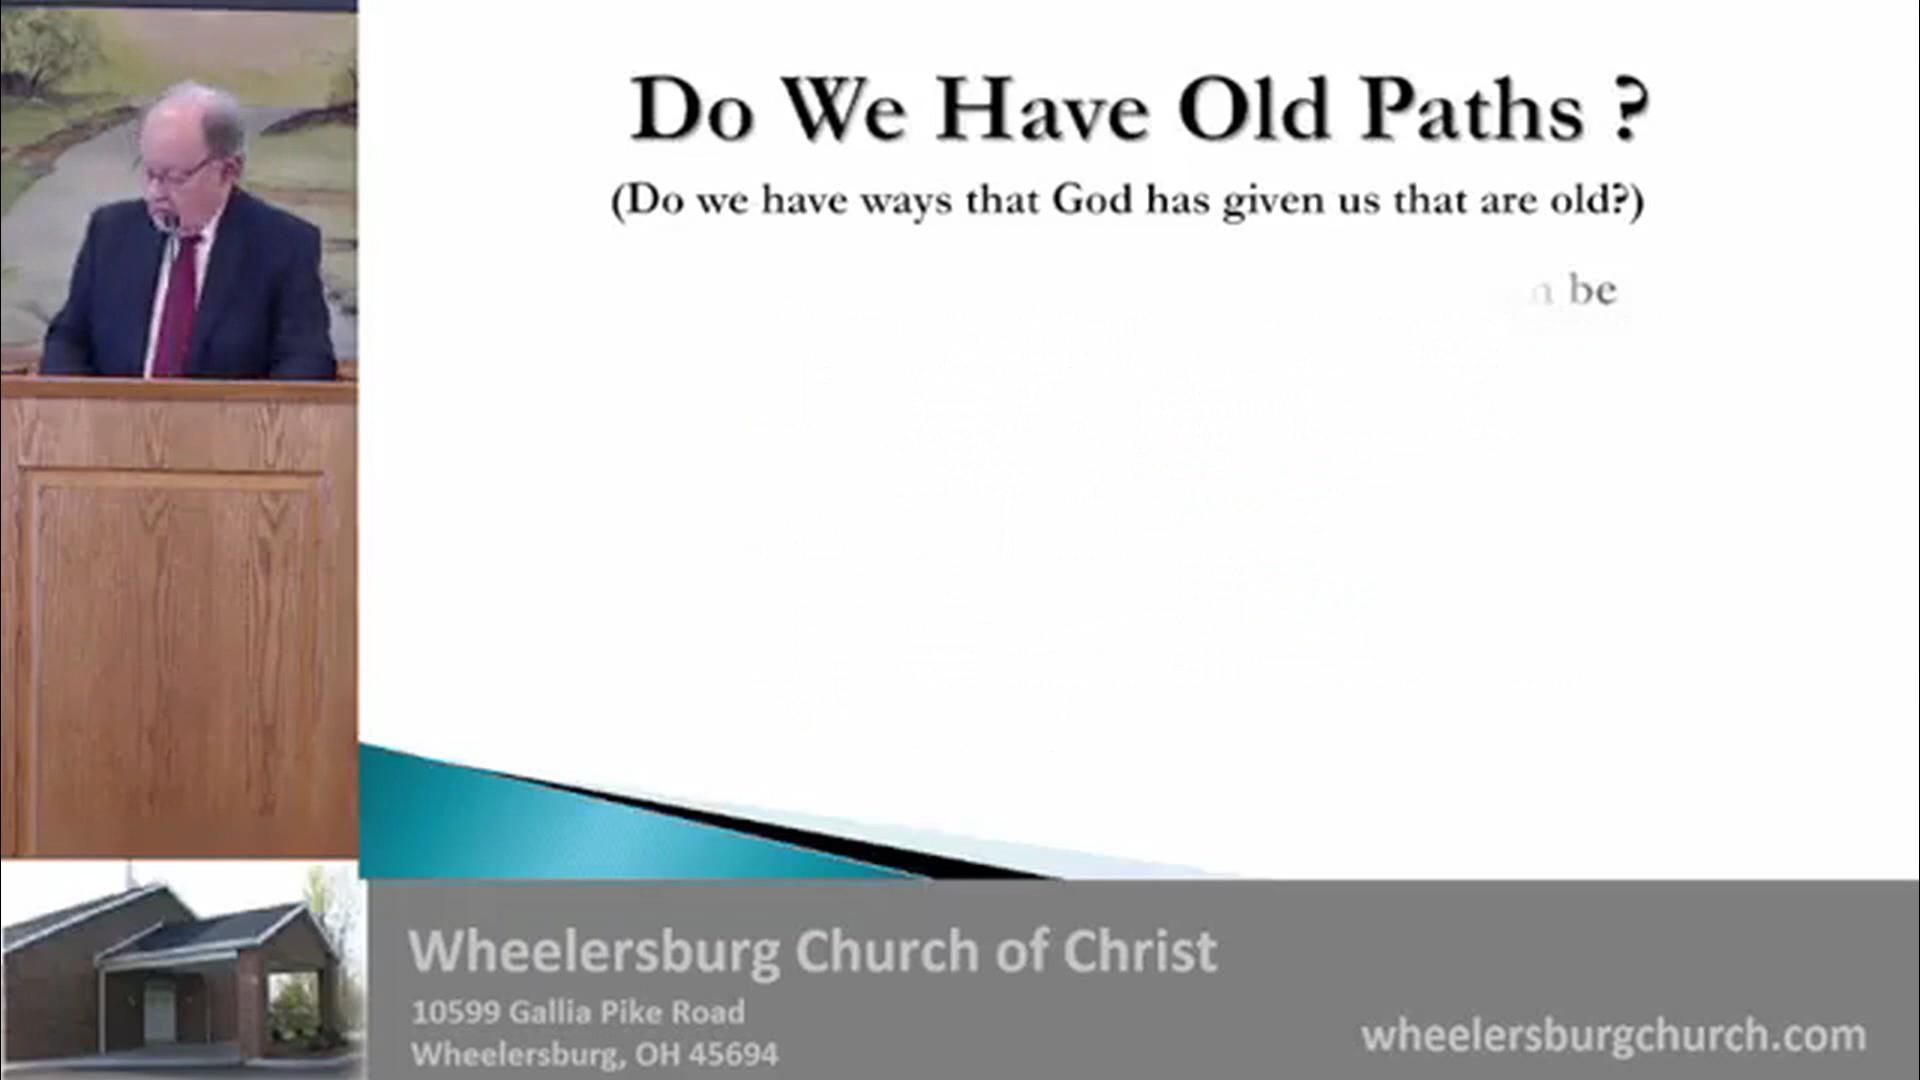 Do We Have Old Paths ?
(Do we have ways that God has given us that are old?)
be
Wheelersburg Church of Christ
10599 Gallia Pike Road
Wheelersburg, OH 45694
wheelersburgchurch.com